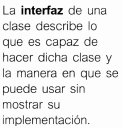 La interfaz de una
clase describe lo
que es capaz de
hacer dicha clase y
la manera en que se
puede usar sin
mostrar su
implementación.